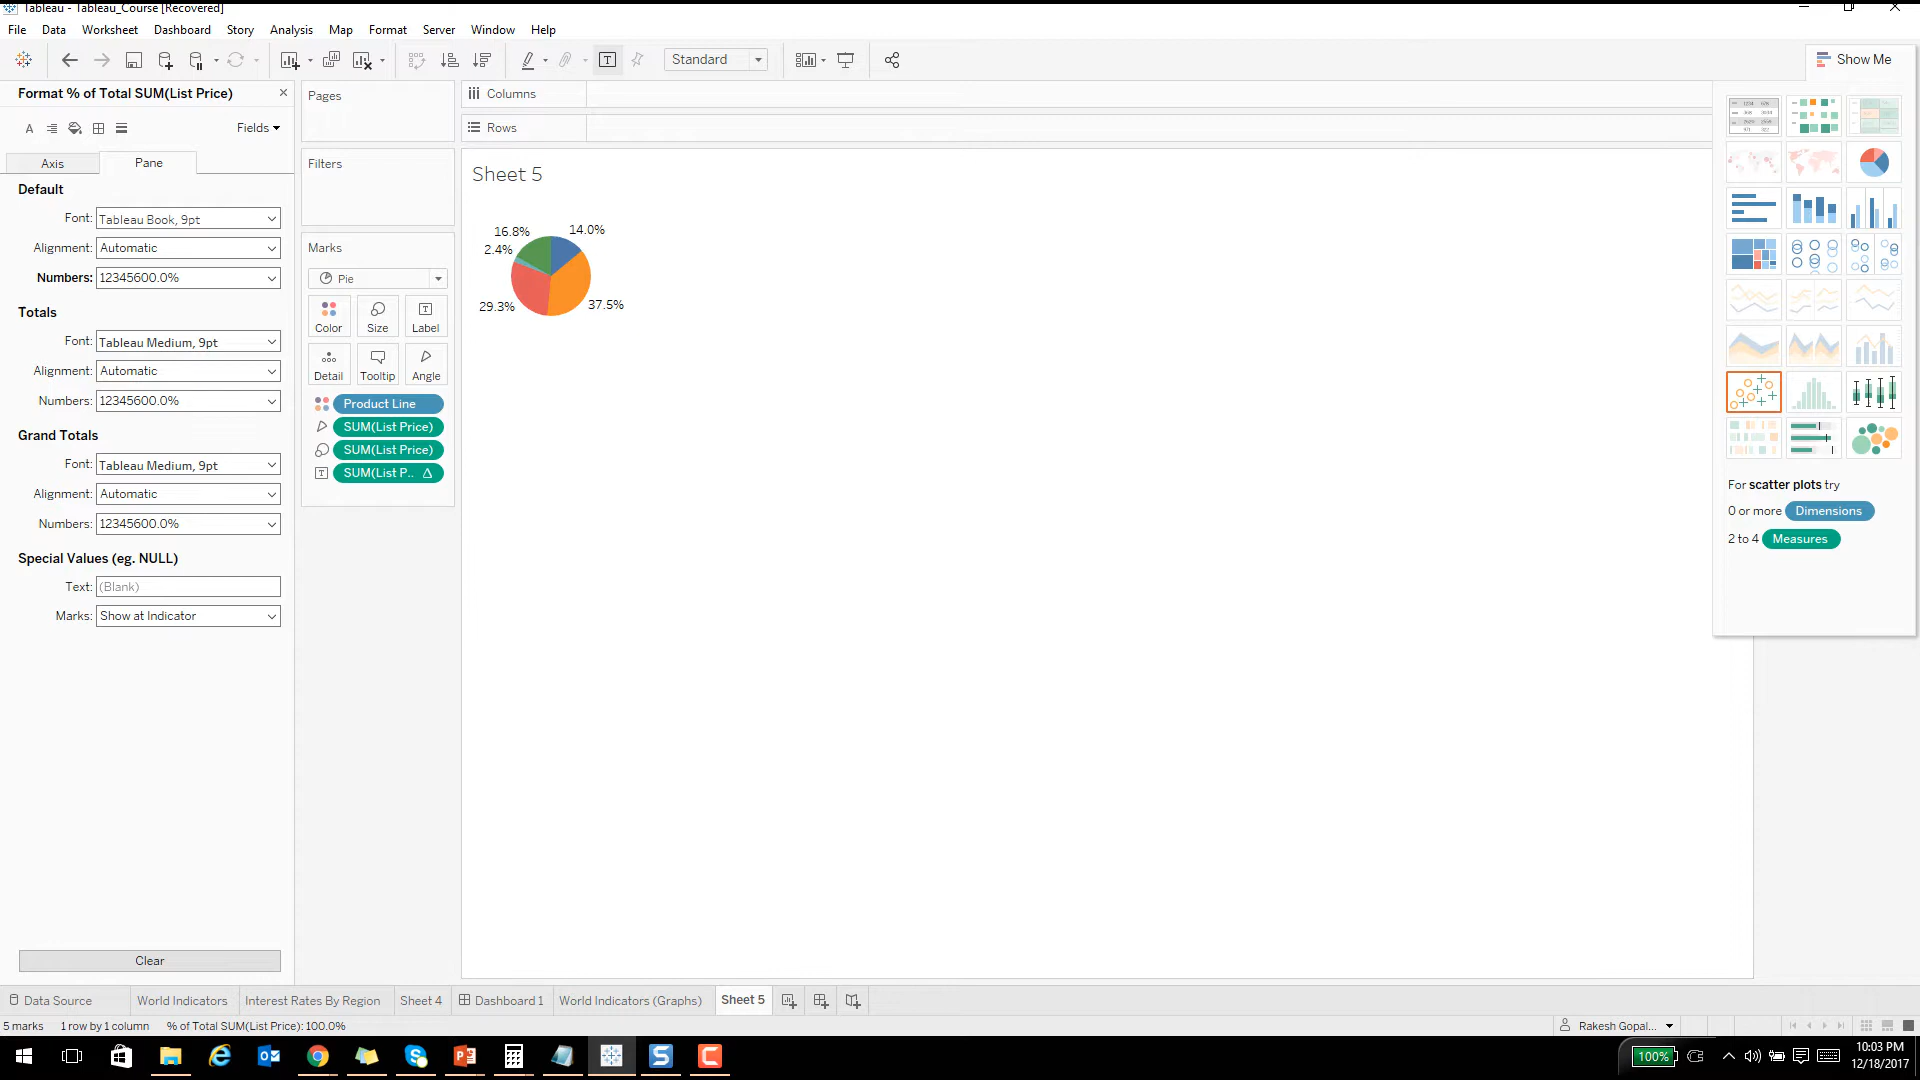 Tableau - Tableau_Course [Recovered]
File Data Worksheet Dashboard Story Analysis Map Format Server Window Help
Standard
Show Me
Format % of Total SUM(List Price)
Fields
Axis
Pane
Default
Font: Tableau Book, 9pt
Alignment: Automatic
Numbers: 12345600.0%
Totals
Font: Tableau Medium, 9pt
Alignment: Automatic
Numbers: 12345600.0%
Grand Totals
Font: Tableau Medium, 9pt
Alignment: Automatic
Numbers: 12345600.0%
Special Values (eg. NULL)
Text: (Blank)
Marks: Show at Indicator
Clear
Pages
Filters
Marks
Pie
Color Size Label
Detail Tooltip Angle
Product Line
SUM(List Price)
SUM(List Price)
SUM(List P..
Columns
Rows
Sheet 5
16.8%
14.0%
2.4%
29.3%
37.5%
For scatter plots try
0 or more Dimensions
2 to 4 Measures
Data Source World Indicators Interest Rates By Region Sheet 4 Dashboard 1 World Indicators (Graphs) Sheet 5
5 marks 1 row by 1 column % of Total SUM(List Price): 100.0%
Rakesh Gopal...
100%
10:03 PM
12/18/2017